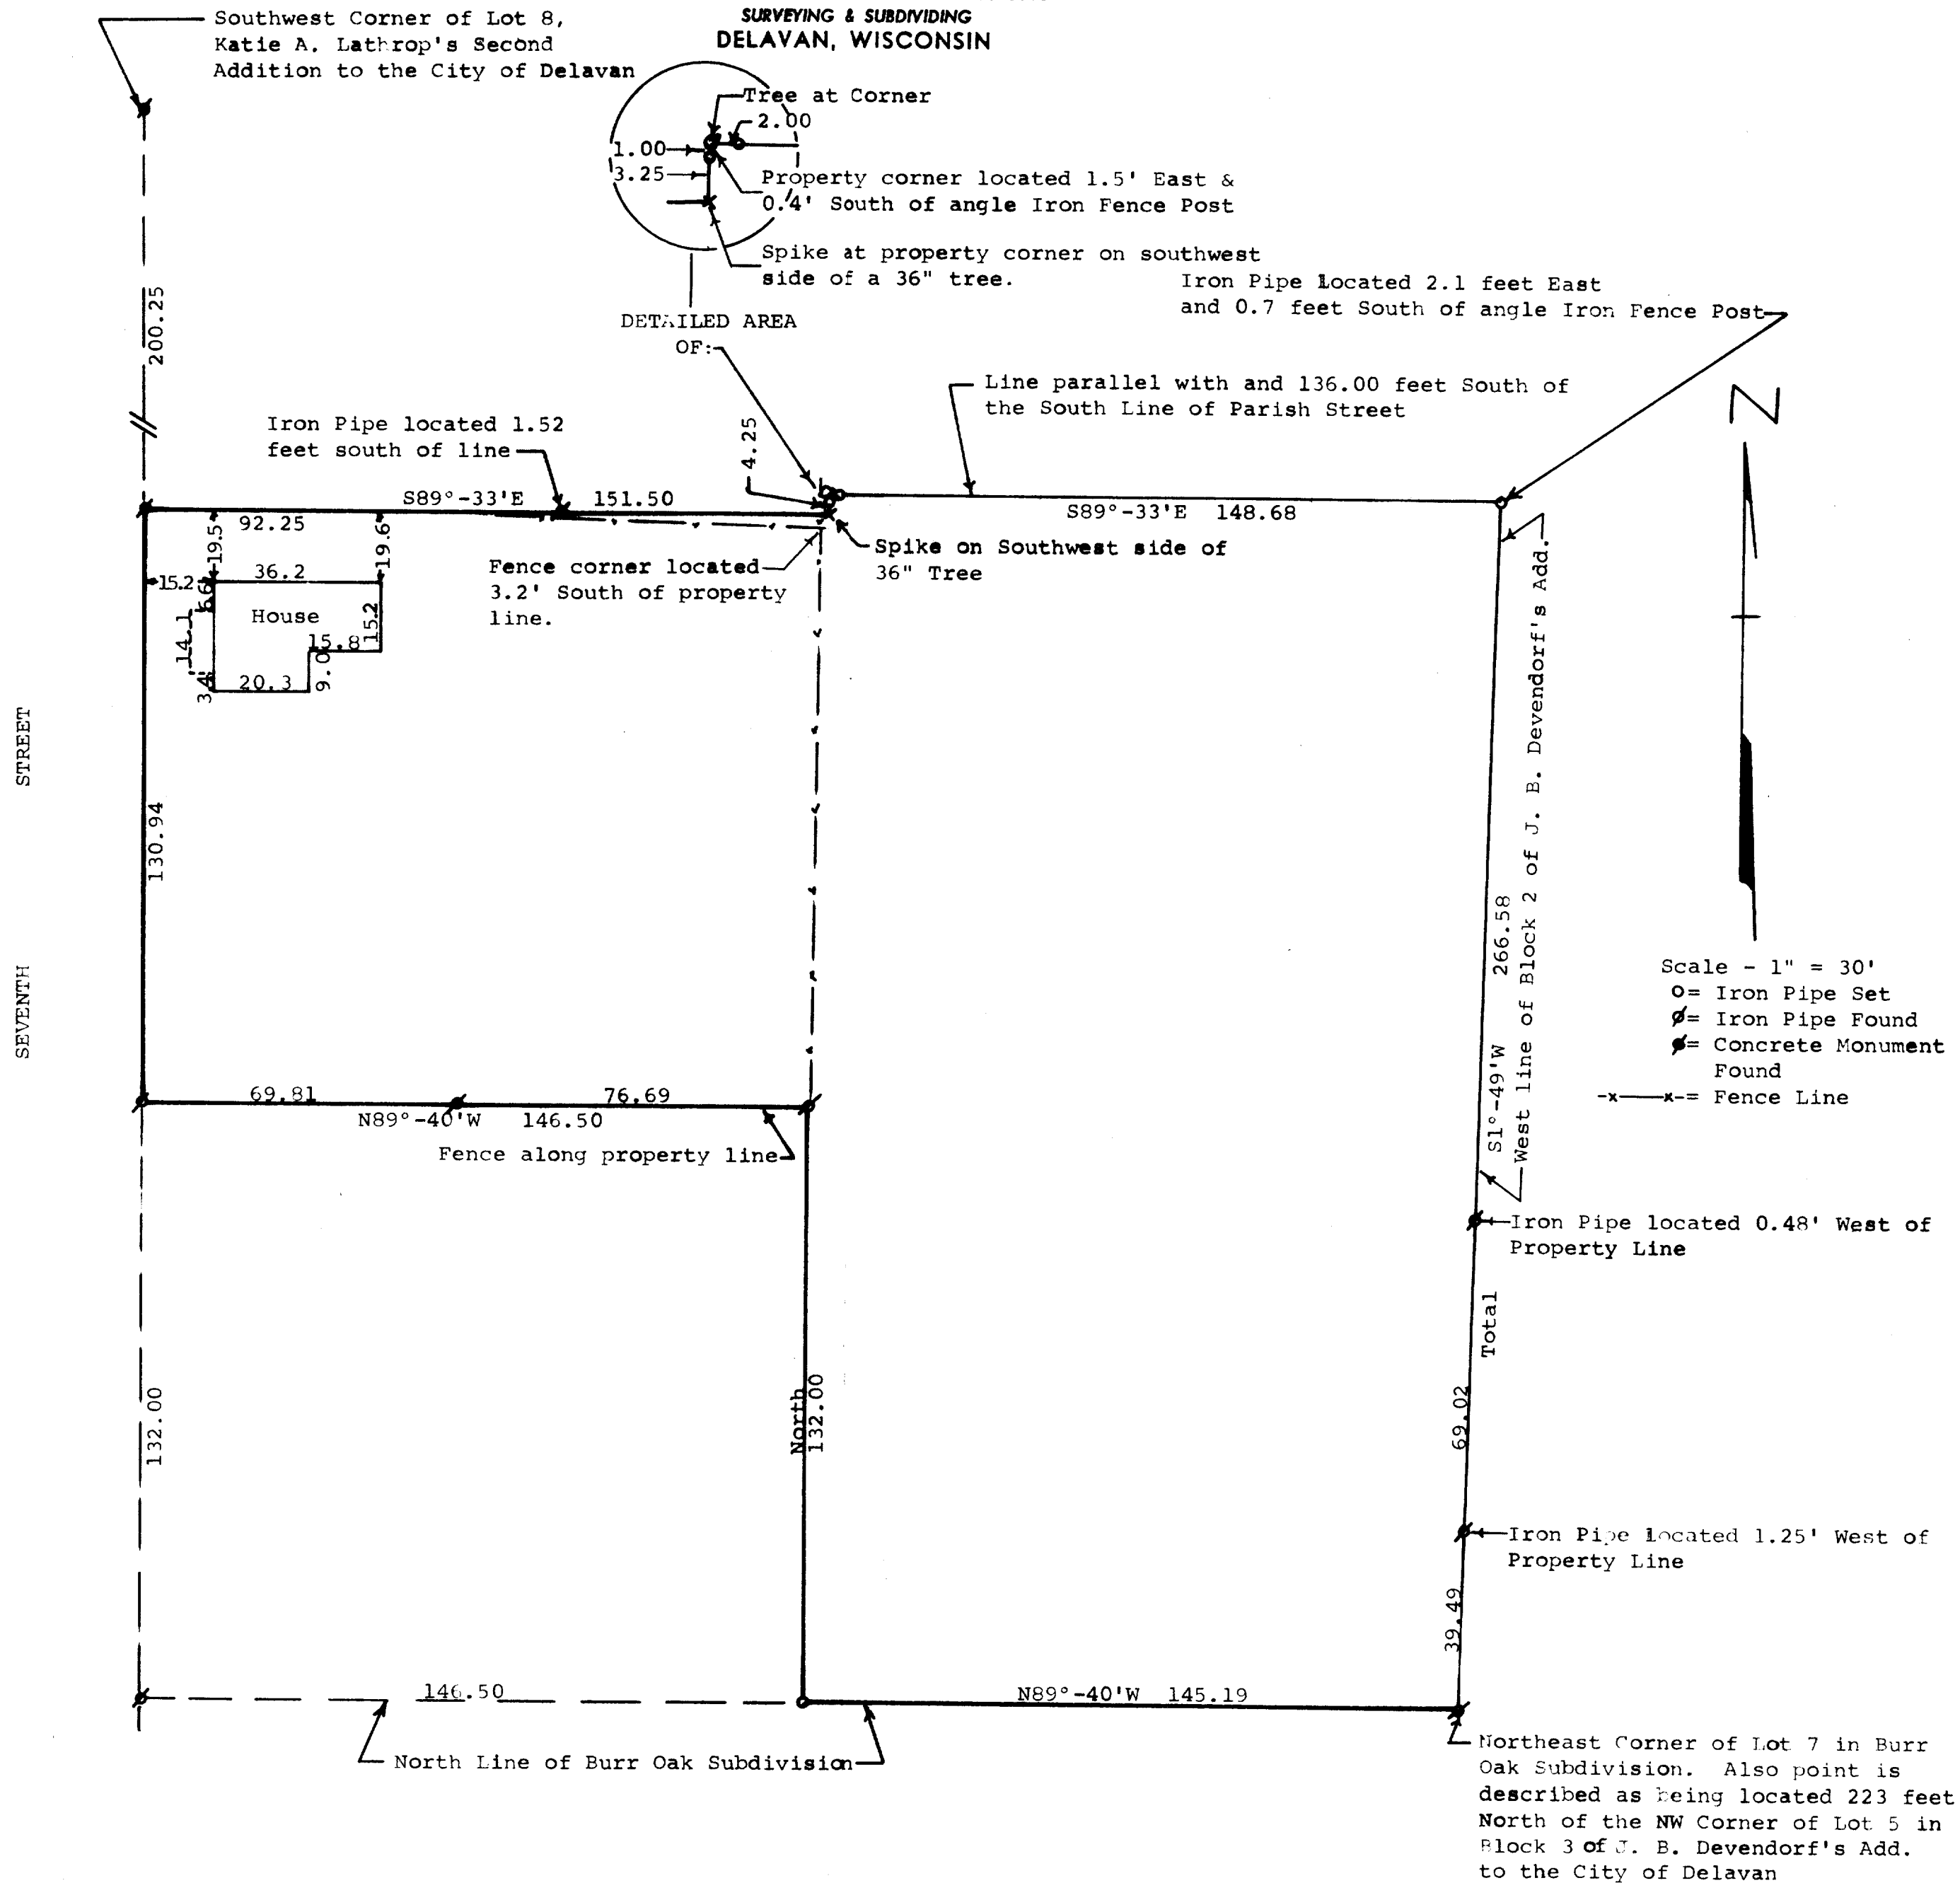 SURVEYING & SUBDIVIDING
DELAVAN, WISCONSIN
Southwest Corner of Lot 8,
Katie A. Lathrop's Second
Addition to the City of Delavan
Tree at Corner
2.00
1.00
3.25
Property corner located 1.5' East &
0.4' South of angle Iron Fence Post
Spike at property corner on southwest
side of a 36" tree.
DETAILED AREA
OF:
Iron Pipe Located 2.1 feet East
and 0.7 feet South of angle Iron Fence Post
200.25
Line parallel with and 136.00 feet South of
the South Line of Parish Street
N
Iron Pipe located 1.52
feet south of line
4.25
S89°-33'E 151.50
92.25
S89°-33'E 148.68
Spike on Southwest side of
36" Tree
Fence corner located
3.2' South of property
line.
19.5
19.6
15.2
36.2
6.6
House
15.2
14.1
15.8
9.0
3.4
20.3
SEVENTH STREET
130.94
S1°-49'W 266.58
Total
West line of Block 2 of J. B. Devendorf's Add.
Scale - 1" = 30'
o= Iron Pipe Set
ø= Iron Pipe Found
= Concrete Monument
Found
-x——x-= Fence Line
69.81
76.69
N89°-40'W 146.50
Fence along property line
Iron Pipe located 0.48' West of
Property Line
132.00
North
132.00
69.02
Iron Pipe located 1.25' West of
Property Line
39.49
146.50
N89°-40'W 145.19
North Line of Burr Oak Subdivision
Northeast Corner of Lot 7 in Burr
Oak Subdivision. Also point is
described as being located 223 feet
North of the NW Corner of Lot 5 in
Block 3 of J. B. Devendorf's Add.
to the City of Delavan